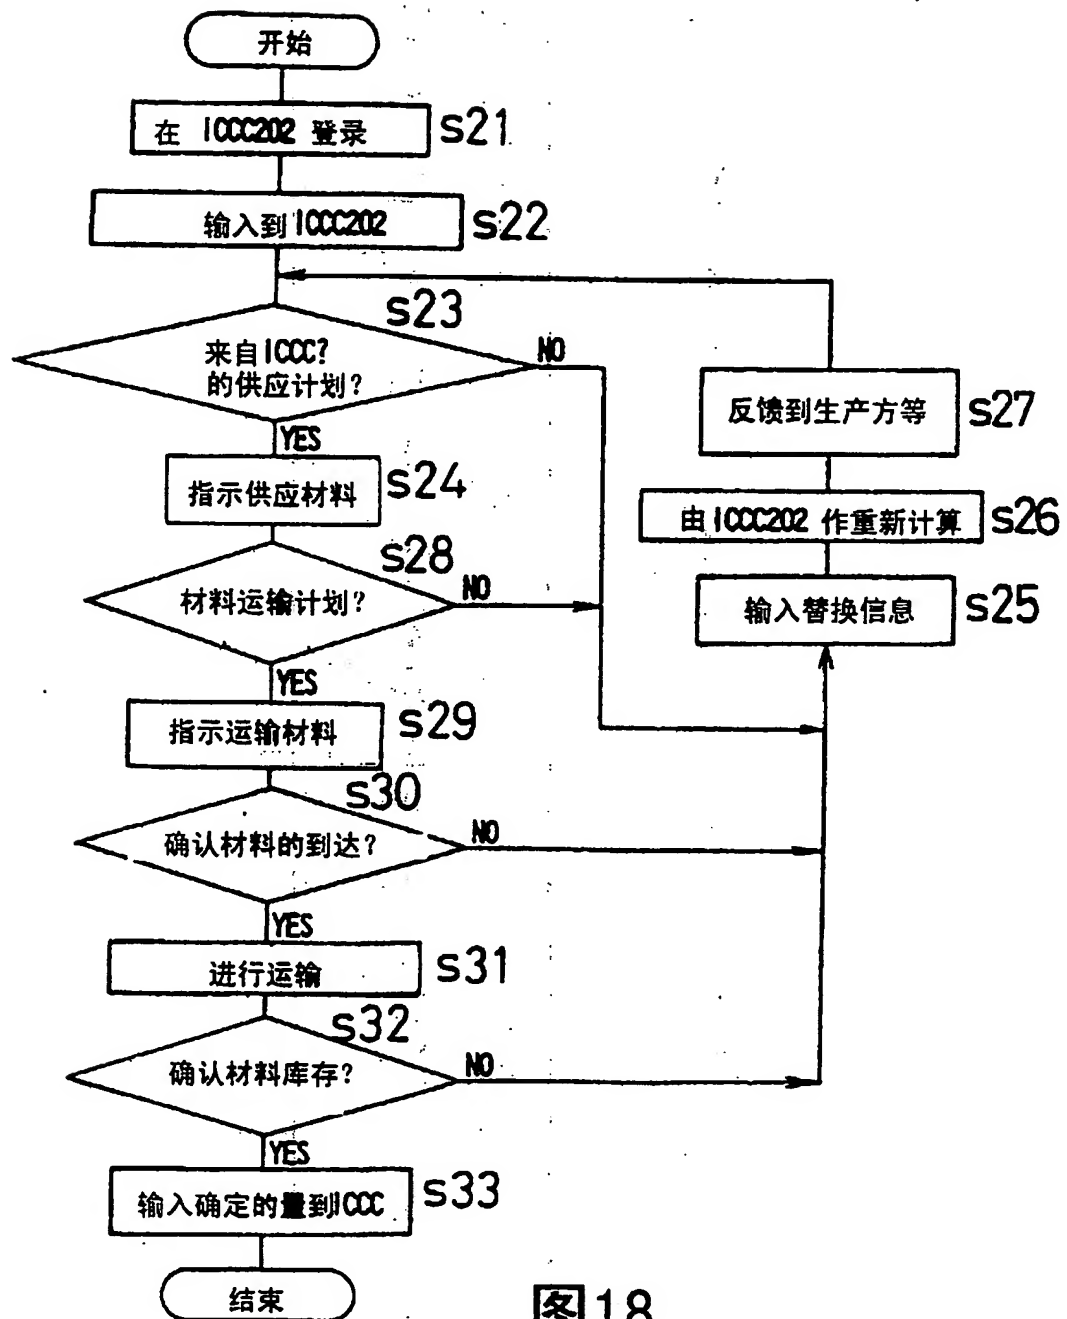 开始
在 ICCC202 登录
s21
输入到 ICCC202
s22
s23
来自ICCC?
的供应计划?
NO
YES
指示供应材料
s24
s28
材料运输计划?
NO
YES
指示运输材料
s29
s30
确认材料的到达?
NO
YES
进行运输
s31
s32
确认材料库存?
NO
YES
输入确定的量到ICCC
s33
结束
反馈到生产方等
s27
由ICCC202 作重新计算
s26
输入替换信息
s25
图18